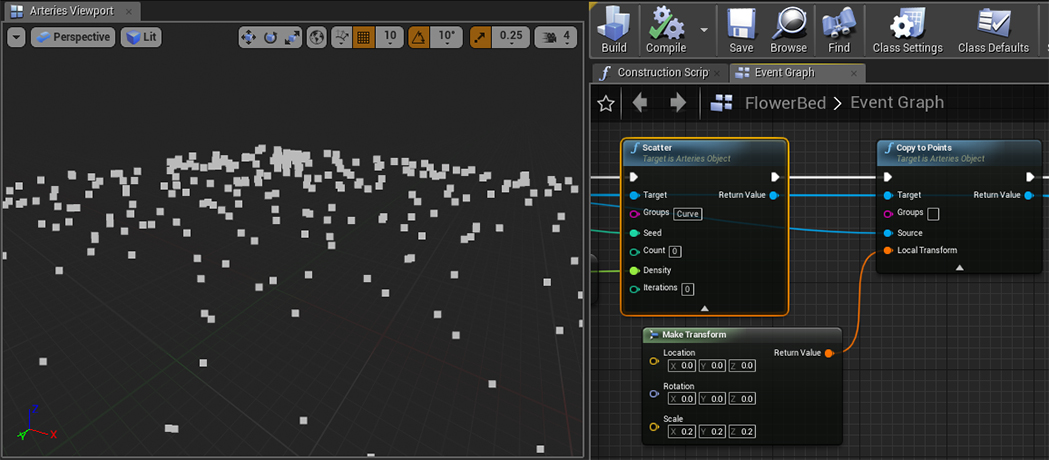 Arteries Viewport
Perspective
Lit
10
10°
0.25
4
Z
Y
X
Build
Compile
Save
Browse
Find
Class Settings
Class Defaults
Construction Scrip
Event Graph
FlowerBed > Event Graph
Scatter
Target is Arteries Object
Target
Return Value
Groups
Curve
Seed
Count 0
Density
Iterations 0
Copy to Points
Target is Arteries Object
Target
Return Value
Groups
Source
Local Transform
Make Transform
Location
Return Value
X 0.0 Y 0.0 Z 0.0
Rotation
X 0.0 Y 0.0 Z 0.0
Scale
X 0.2 Y 0.2 Z 0.2